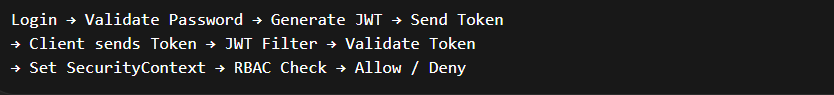 Login → Validate Password → Generate JWT → Send Token
→ Client sends Token → JWT Filter → Validate Token
→ Set SecurityContext → RBAC Check → Allow / Deny